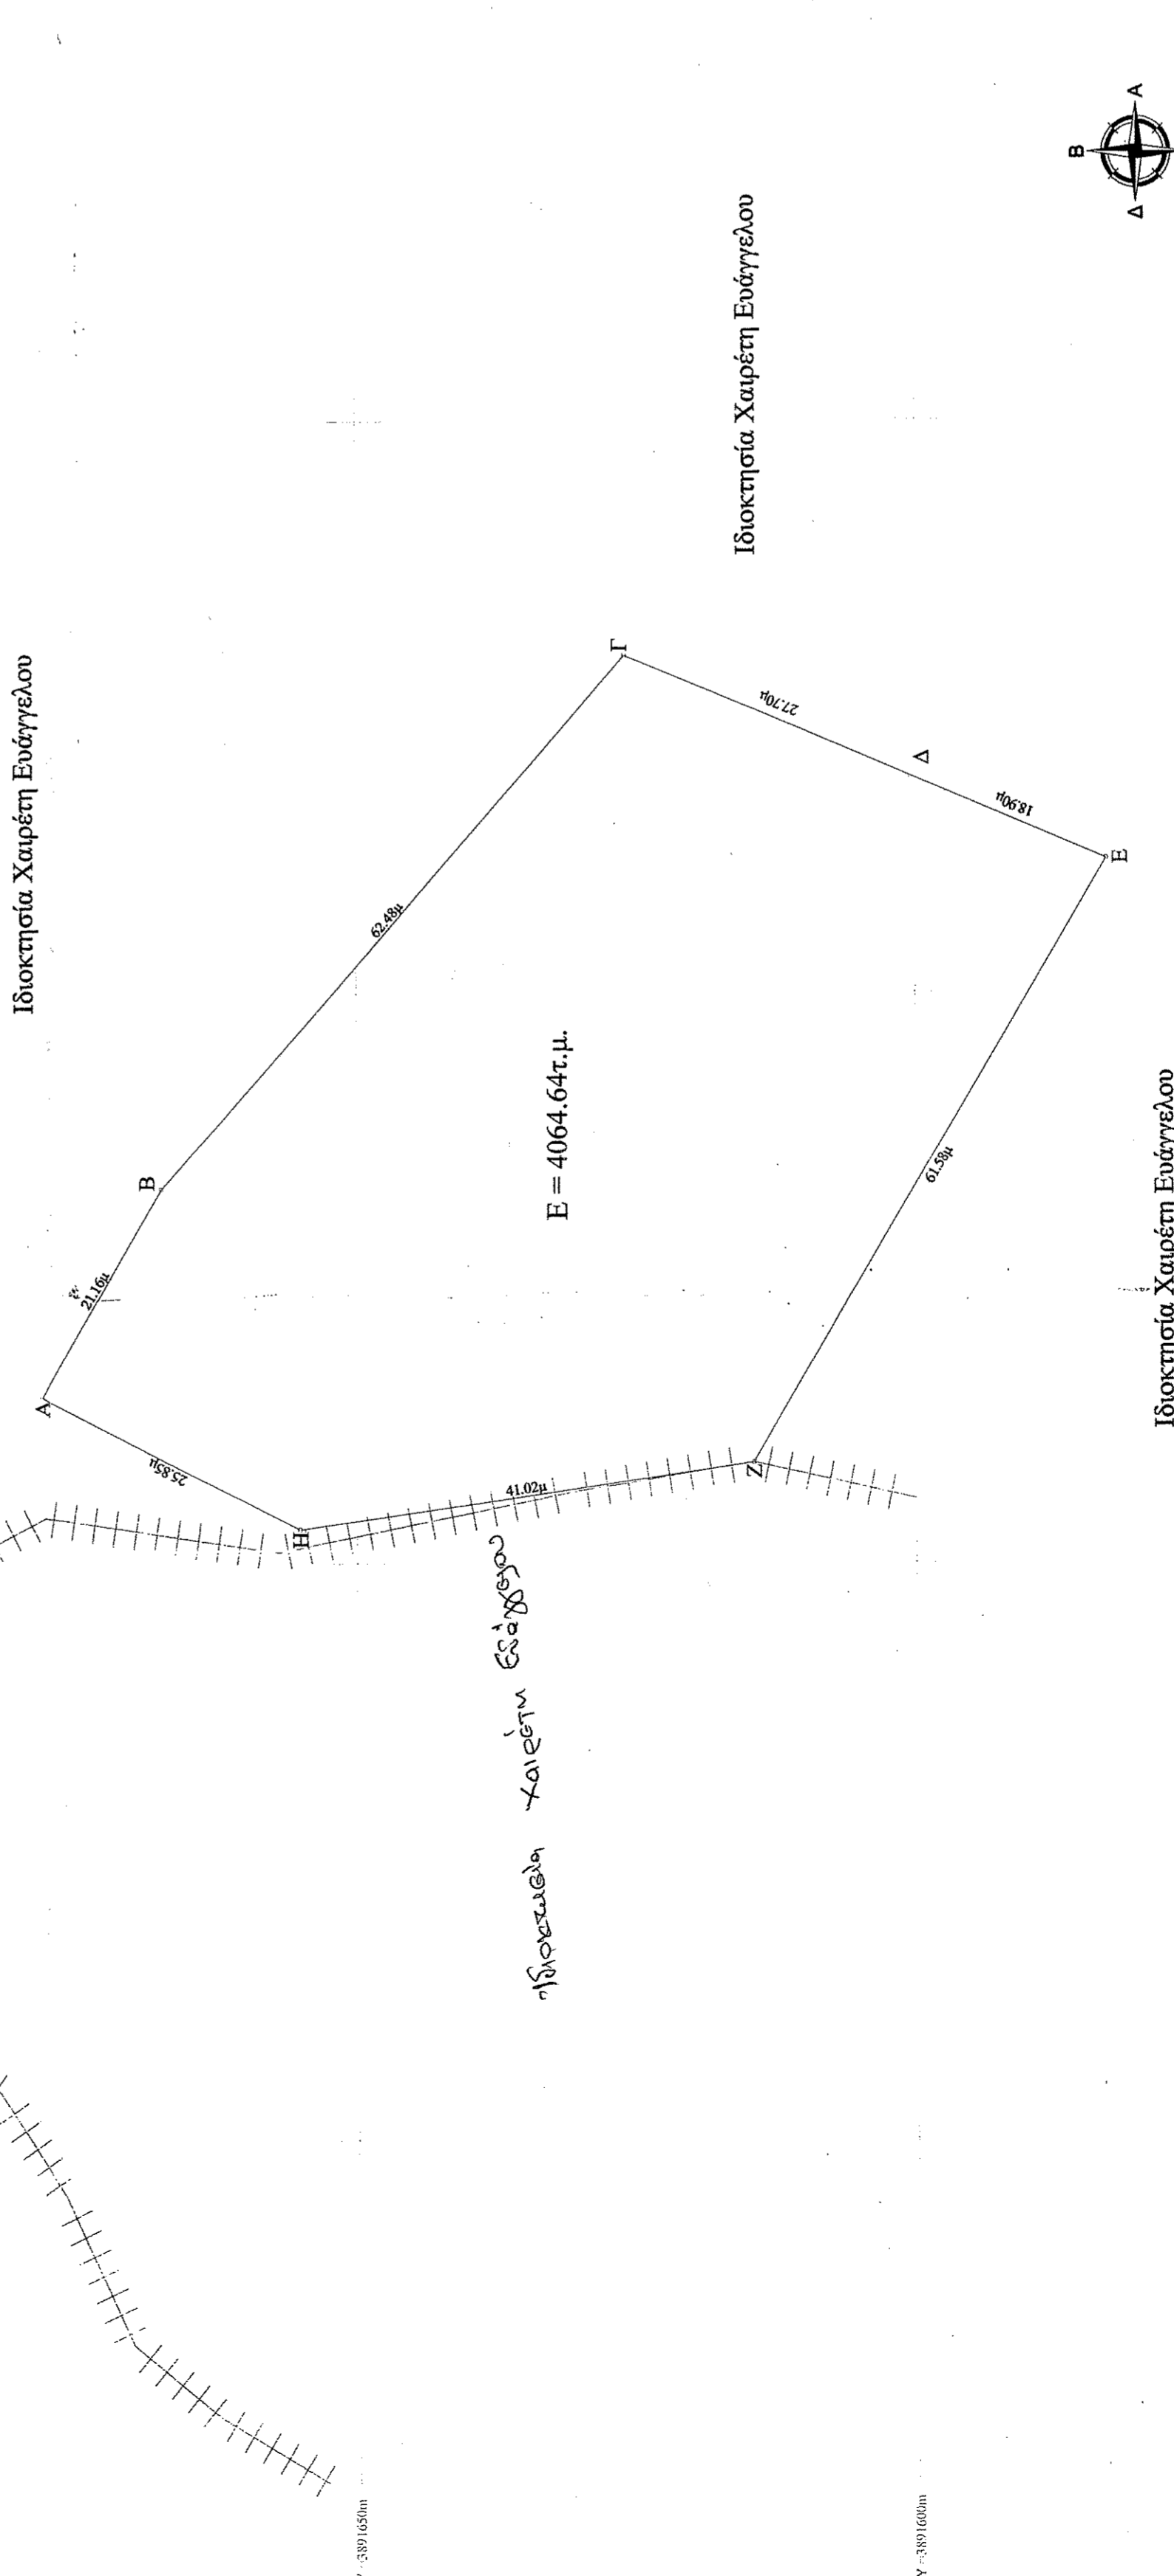 Ιδιοκτησία Χαιρέτη Ευάγγελου
Β
Δ
Α
Ιδιοκτησία Χαιρέτη Ευάγγελου
Α
21.16μ
Β
62.48μ
Γ
27.70μ
Δ
18.90μ
Ε
61.58μ
Ζ
41.02μ
Η
25.85μ
Ε = 4064.64τ.μ.
Ιδιοκτησία Χαιρέτη Ευάγγελου
Ιδιοκτησία Χαιρέτη Ευάγγελου
=3891650m
Y=3891600m